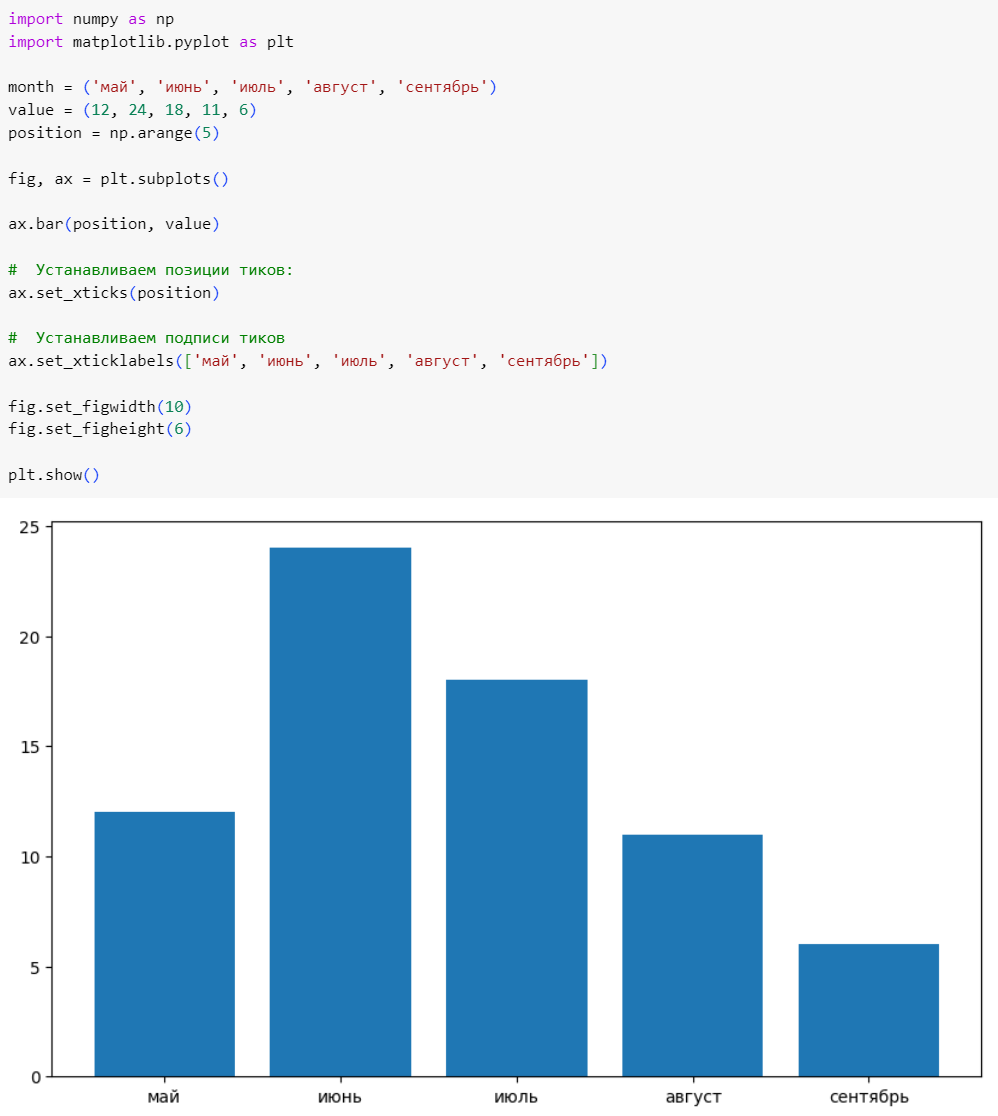 import numpy as np
import matplotlib.pyplot as plt
month = ('май', 'июнь', 'июль', 'август', 'сентябрь')
value = (12, 24, 18, 11, 6)
position = np.arange(5)
fig, ax = plt.subplots()
ax.bar(position, value)
#  Устанавливаем позиции тиков:
ax.set_xticks(position)
#  Устанавливаем подписи тиков
ax.set_xticklabels(['май', 'июнь', 'июль', 'август', 'сентябрь'])
fig.set_figwidth(10)
fig.set_figheight(6)
plt.show()
25
20
15
10
5
0
май июнь июль август сентябрь